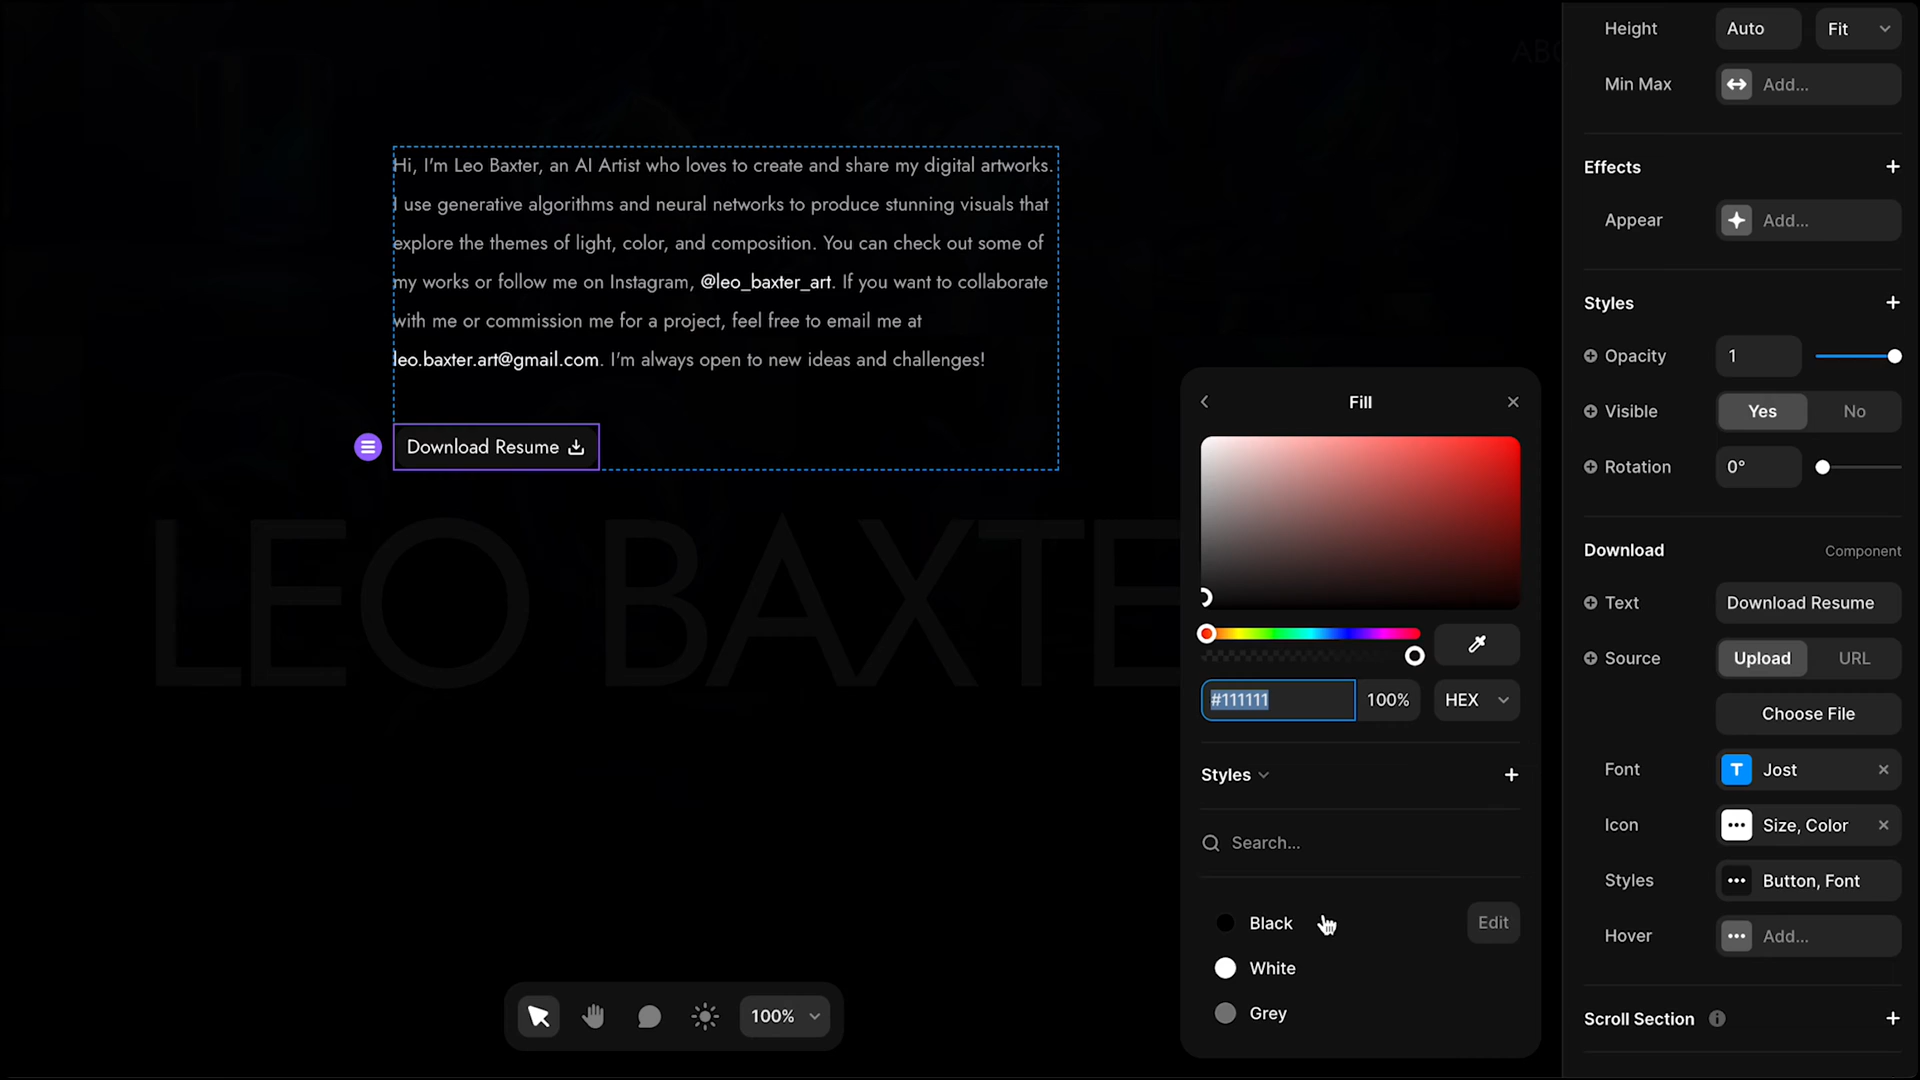 ABO
Hi, I'm Leo Baxter, an AI Artist who loves to create and share my digital artworks.
I use generative algorithms and neural networks to produce stunning visuals that
explore the themes of light, color, and composition. You can check out some of
my works or follow me on Instagram, @leo_baxter_art. If you want to collaborate
with me or commission me for a project, feel free to email me at
leo.baxter.art@gmail.com. I'm always open to new ideas and challenges!
Download Resume
LEO BAXTE
100%
Fill
#111111
100%
HEX
Styles
Search...
Black
Edit
White
Grey
Height
Auto
Fit
Min Max
Add...
Effects
Appear
Add...
Styles
Opacity
1
Visible
Yes
No
Rotation
0°
Download
Component
Text
Download Resume
Source
Upload
URL
Choose File
Font
T
Jost
Icon
Size, Color
Styles
Button, Font
Hover
Add...
Scroll Section